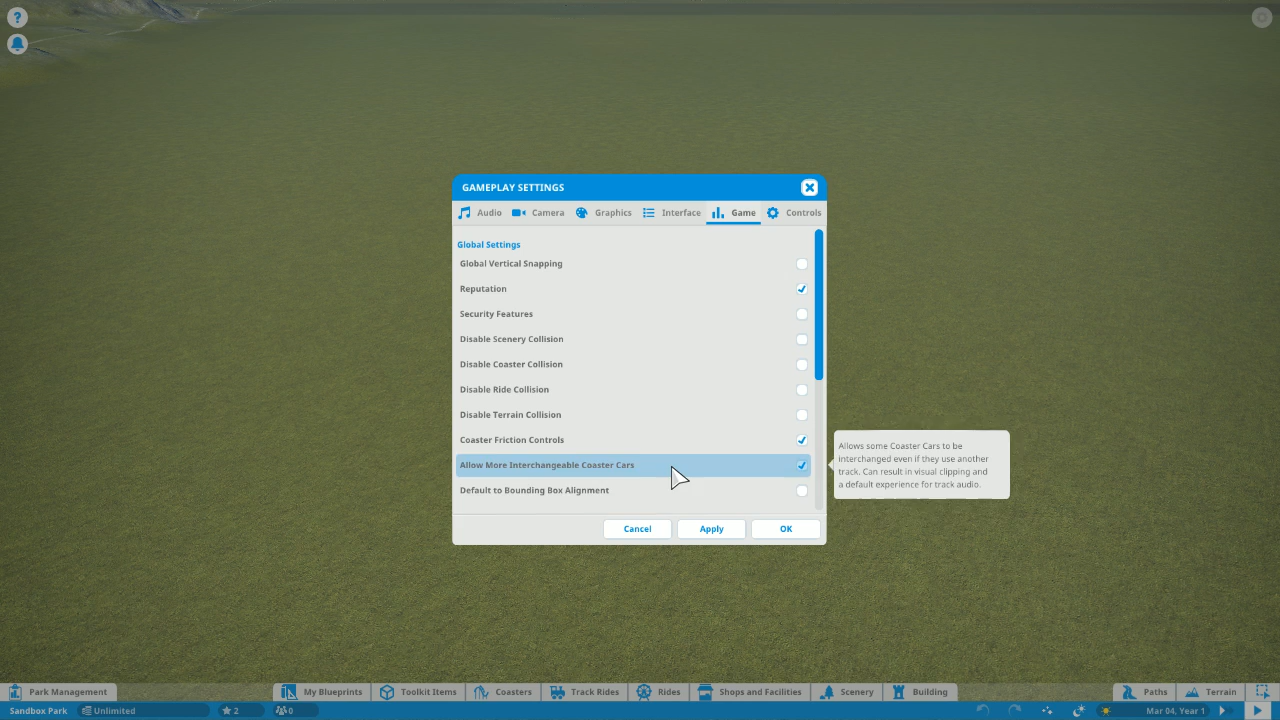 ?
GAMEPLAY SETTINGS
Audio Camera Graphics Interface Game Controls
Global Settings
Global Vertical Snapping
Reputation
Security Features
Disable Scenery Collision
Disable Coaster Collision
Disable Ride Collision
Disable Terrain Collision
Coaster Friction Controls
Allow More Interchangeable Coaster Cars
Default to Bounding Box Alignment
Allows some Coaster Cars to be
interchanged even if they use another
track. Can result in visual clipping and
a default experience for track audio.
Cancel Apply OK
Park Management My Blueprints Toolkit Items Coasters Track Rides Rides Shops and Facilities Scenery Building Paths Terrain
Sandbox Park Unlimited 2 0 Mar 04, Year 1